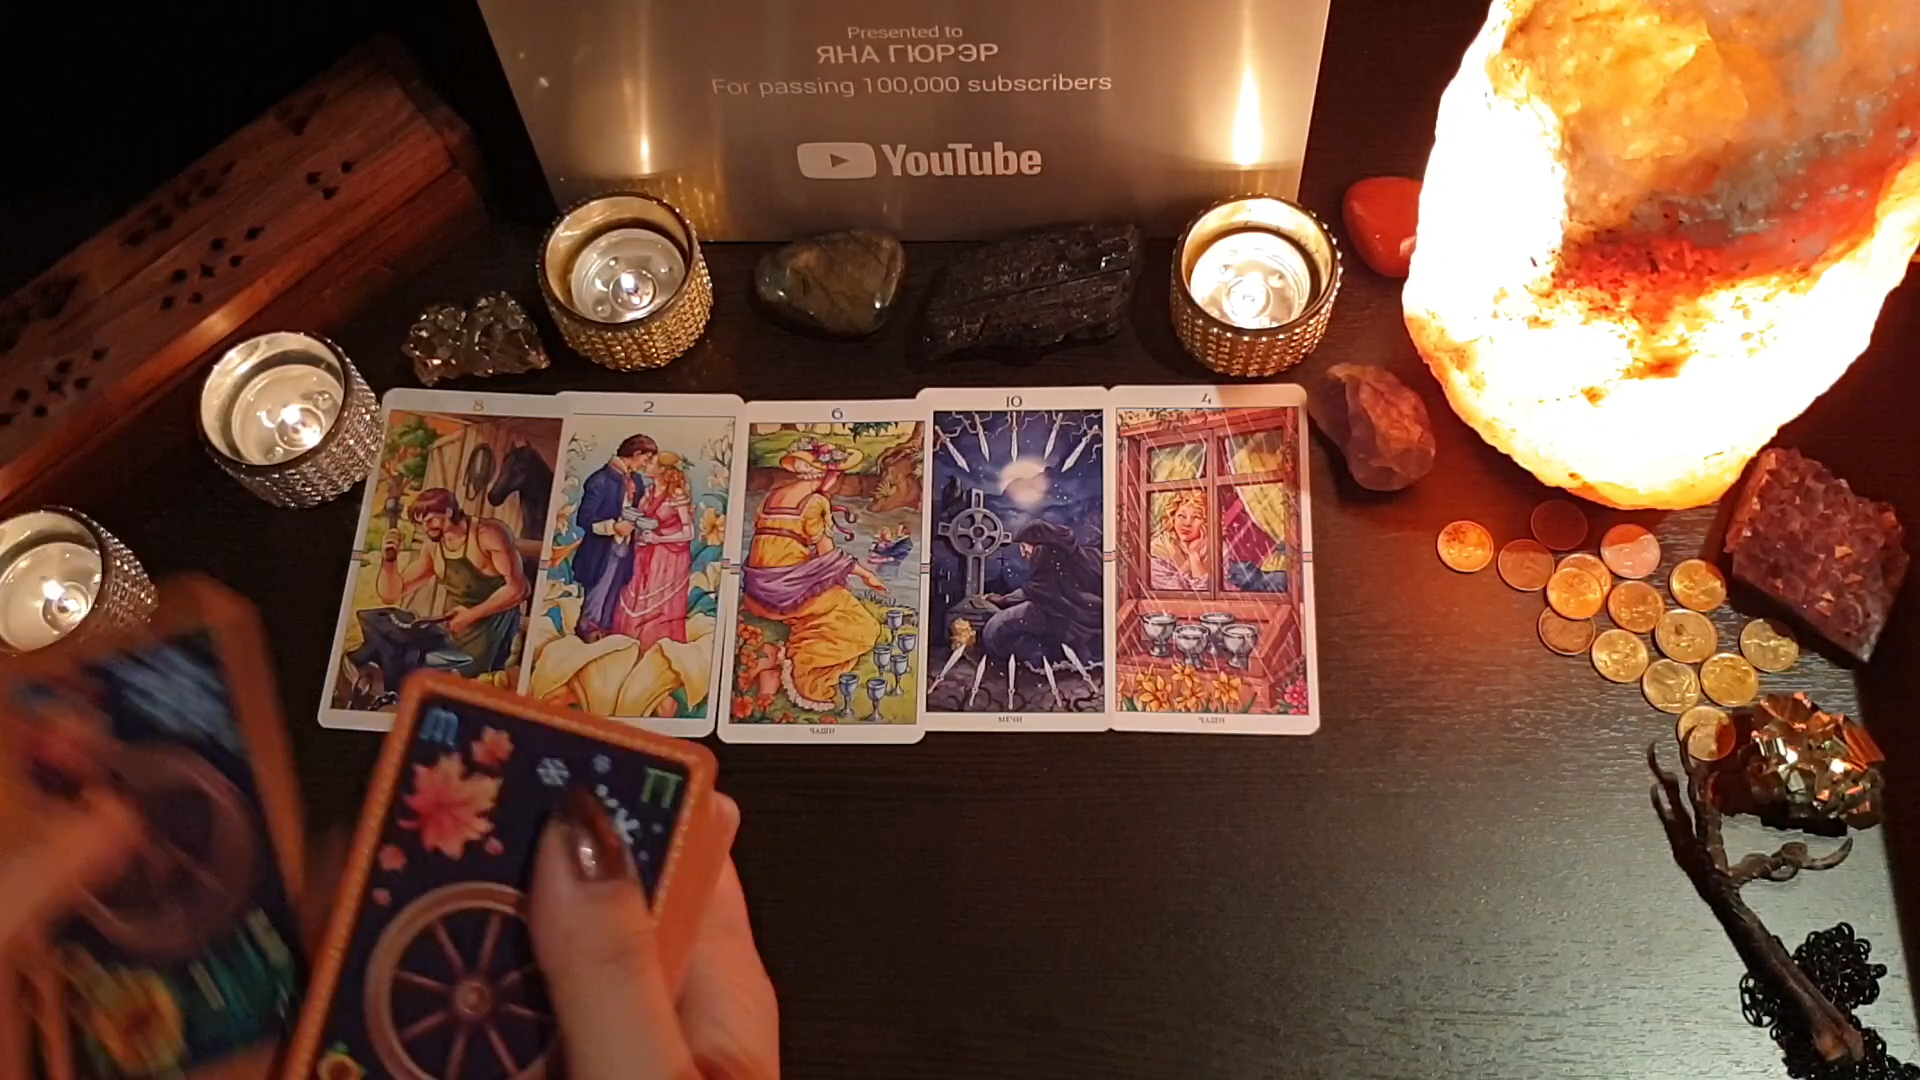 Presented to
ЯНА ГЮРЭР
For passing 100,000 subscribers
YouTube
8
2
6
10
4
ЧАШИ
МЕЧИ
ЧАШИ